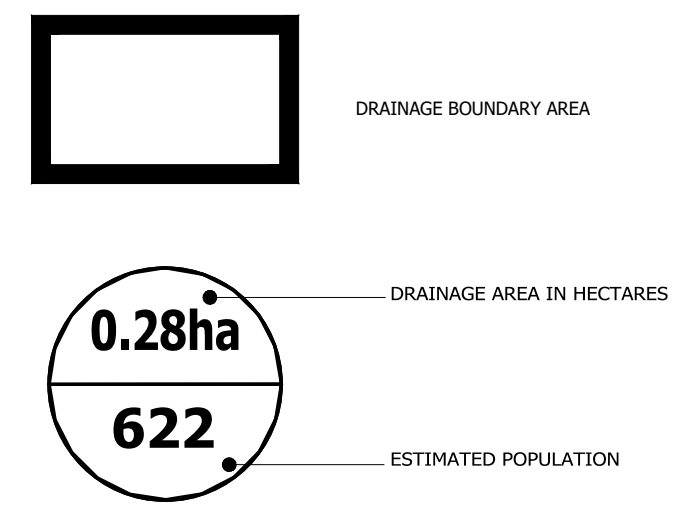 DRAINAGE BOUNDARY AREA
DRAINAGE AREA IN HECTARES
0.28ha
622
ESTIMATED POPULATION